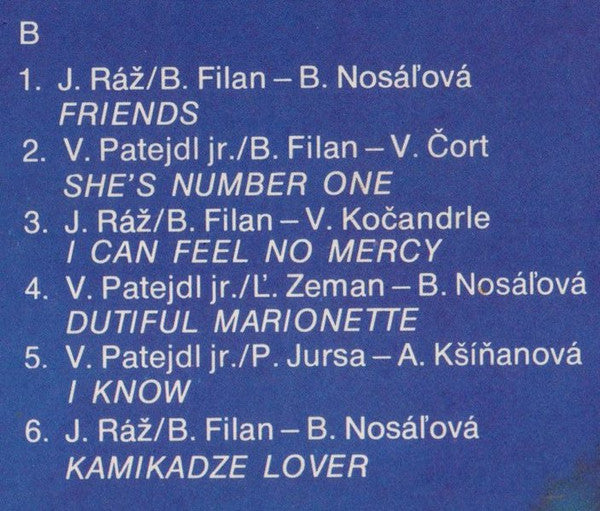 B
1. J. Ráž/B. Filan – B. Nosáľová
FRIENDS
2. V. Patejdl jr./B. Filan – V. Čort
SHE'S NUMBER ONE
3. J. Ráž/B. Filan – V. Kočandrle
I CAN FEEL NO MERCY
4. V. Patejdl jr./Ľ. Zeman – B. Nosáľová
DUTIFUL MARIONETTE
5. V. Patejdl jr./P. Jursa – A. Kšíňanová
I KNOW
6. J. Ráž/B. Filan – B. Nosáľová
KAMIKADZE LOVER